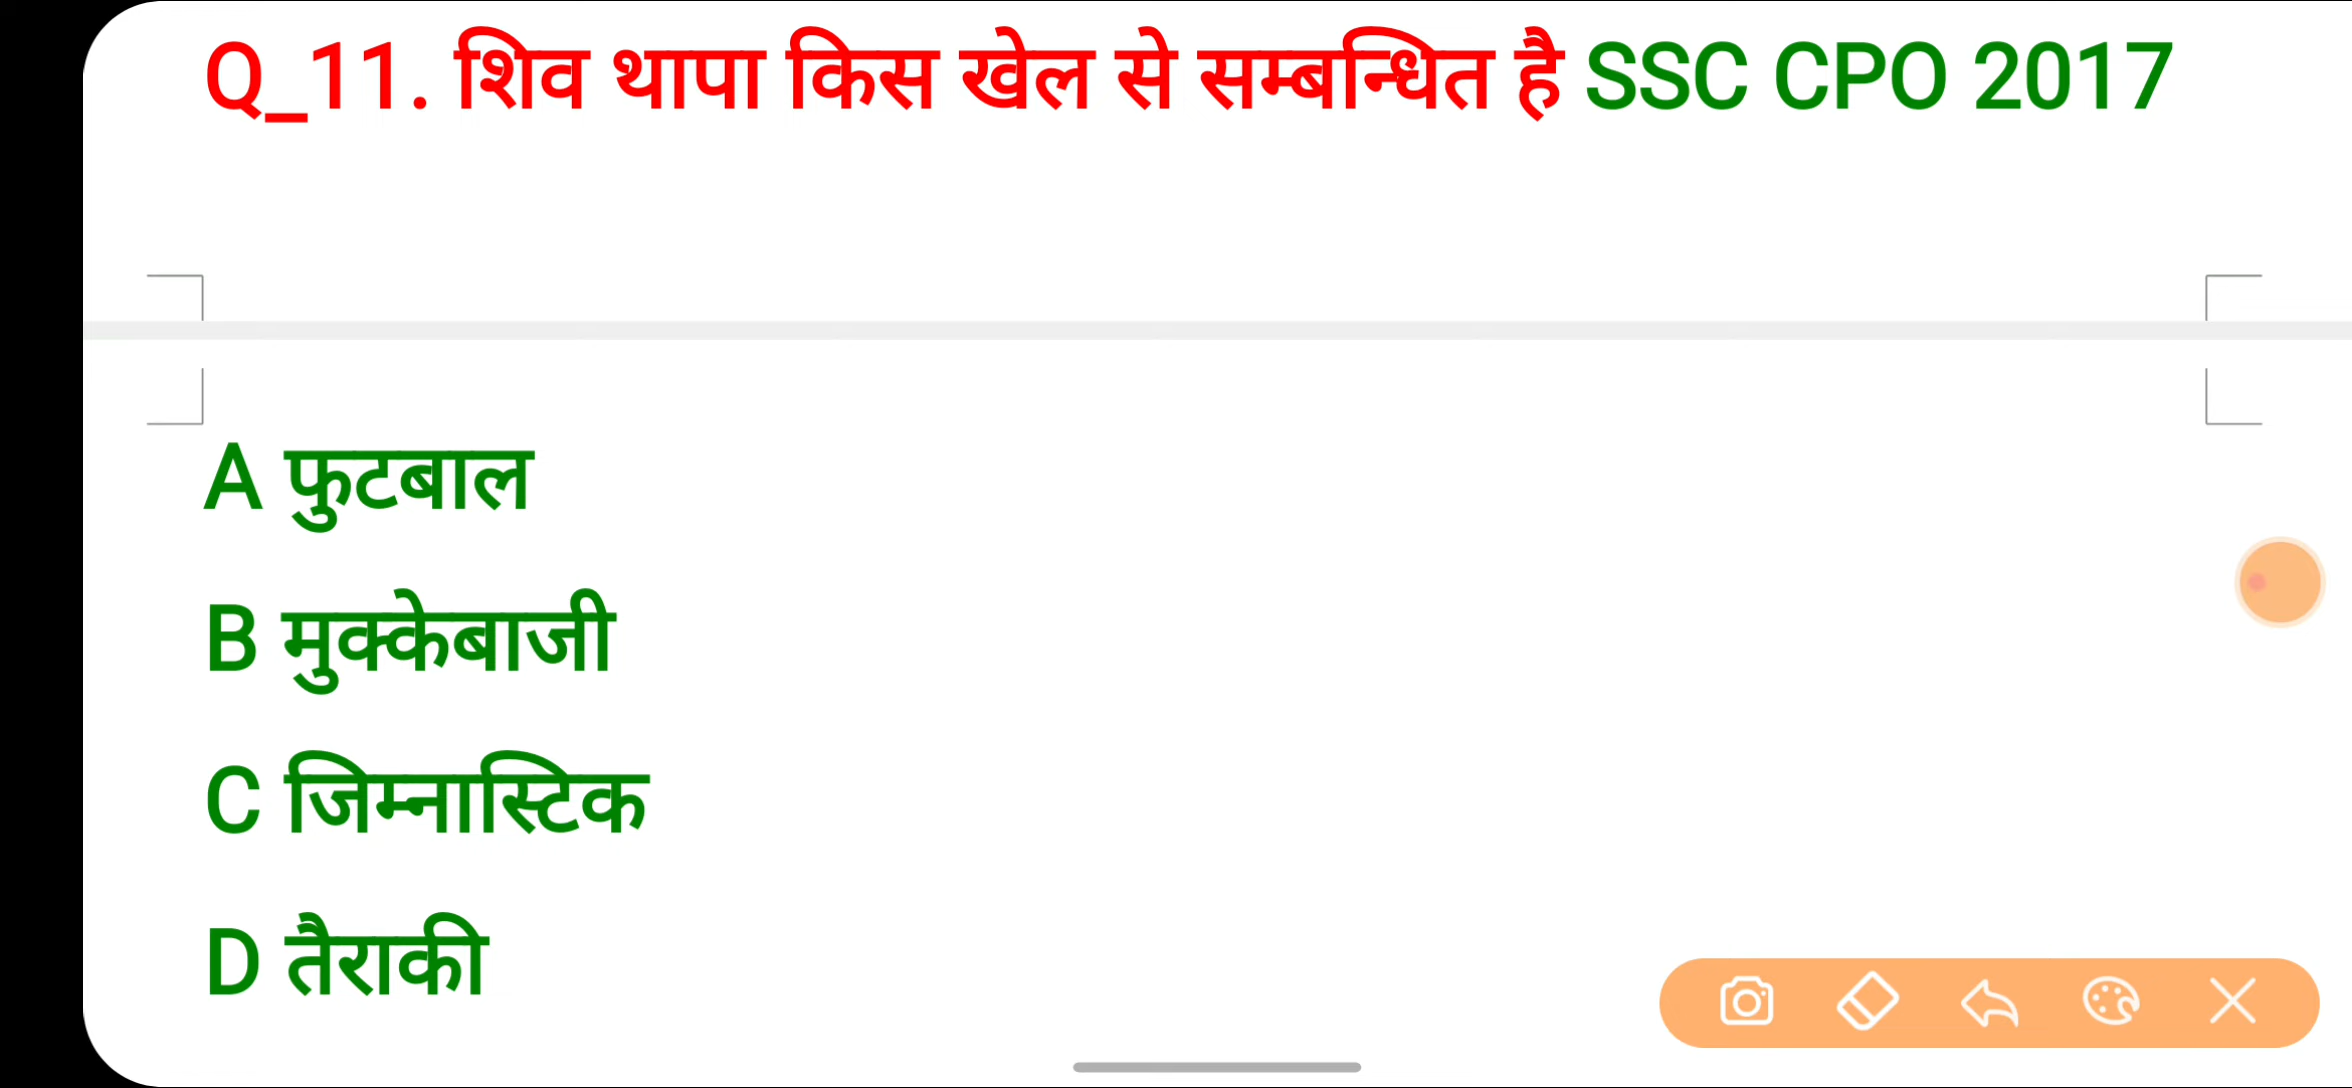 Q_11. शिव थापा किस खेल से सम्बन्धित है SSC CPO 2017
A फुटबाल
B मुक्केबाजी
C जिम्नास्टिक
D तैराकी